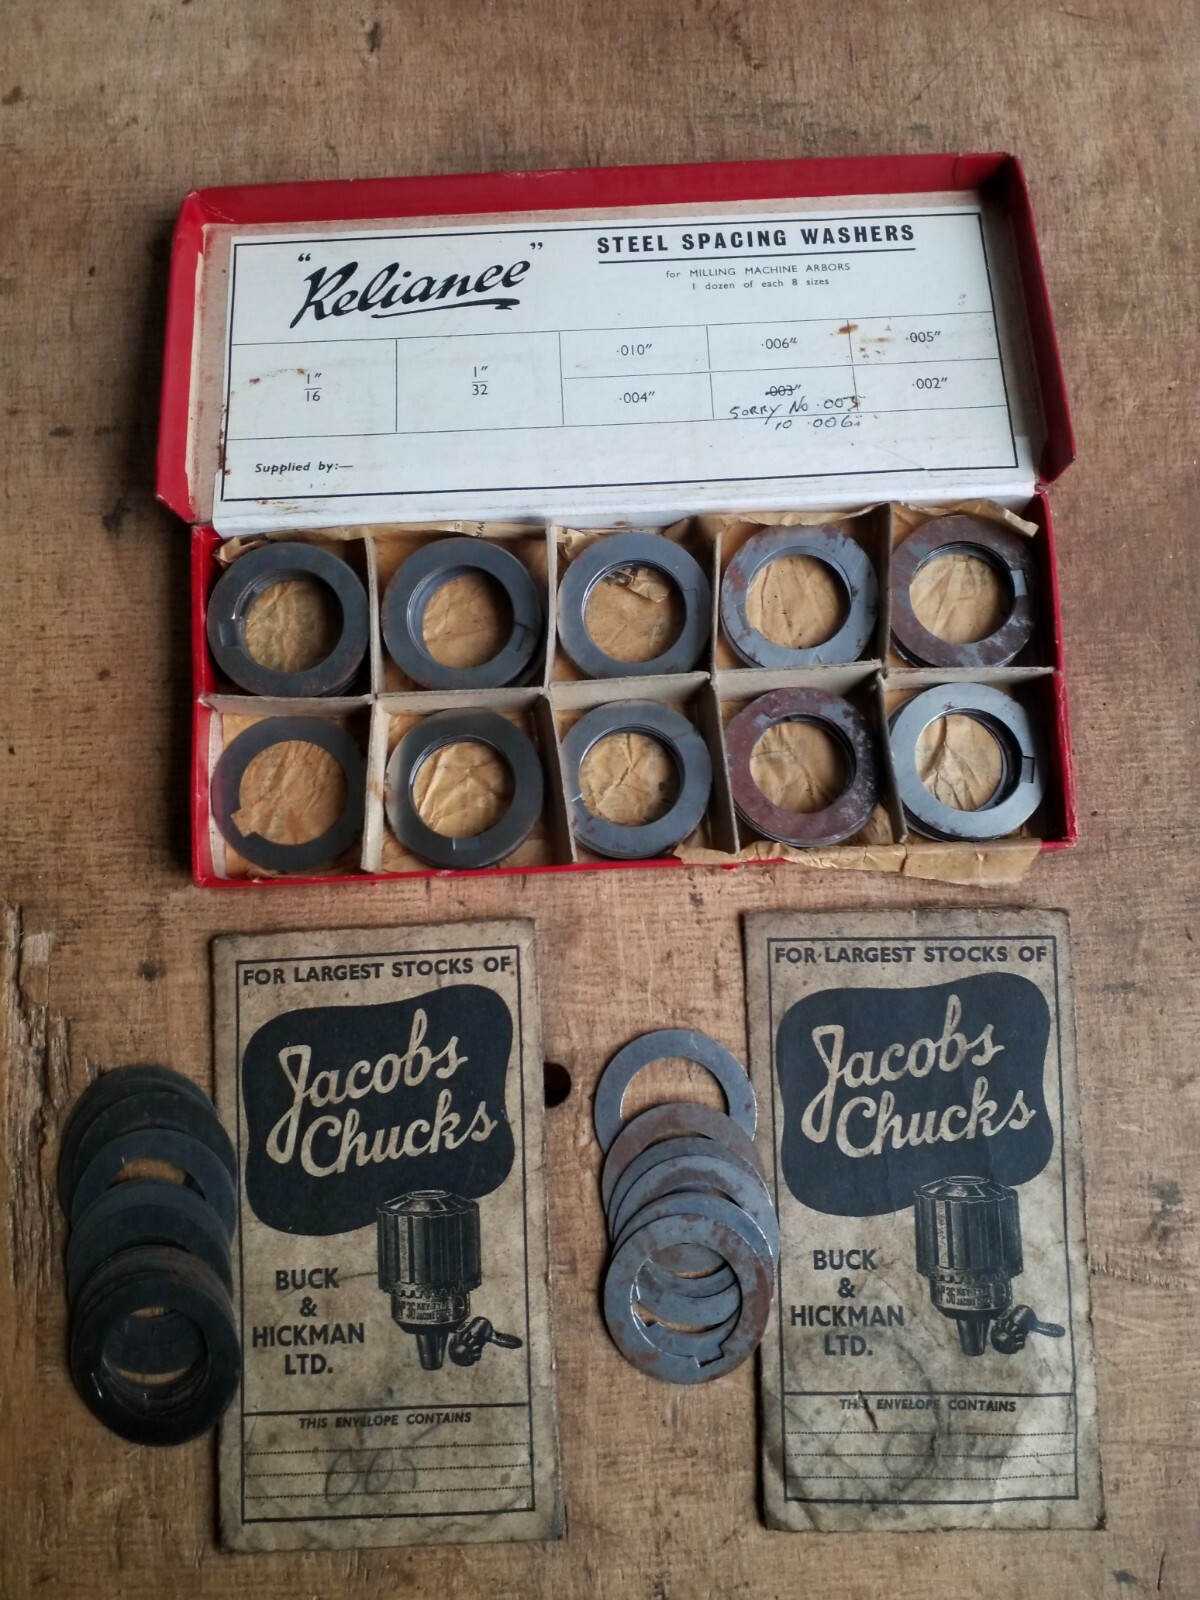 "Reliance"
STEEL SPACING WASHERS
for MILLING MACHINE ARBORS
1 dozen of each 8 sizes
1"
16
1"
32
·010"
·006"
·005"
·004"
·003"
·002"
SORRY No .003
10 .006"
Supplied by:—
FOR LARGEST STOCKS OF
Jacobs
Chucks
BUCK
&
HICKMAN
LTD.
THIS ENVELOPE CONTAINS
005
FOR LARGEST STOCKS OF
Jacobs
Chucks
BUCK
&
HICKMAN
LTD.
THIS ENVELOPE CONTAINS